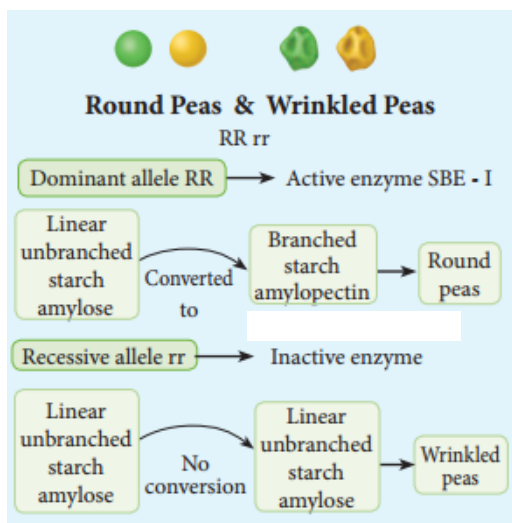 Round Peas & Wrinkled Peas
RR rr
Dominant allele RR → Active enzyme SBE - I
Linear
unbranched
starch
amylose
Converted
to
Branched
starch
amylopectin
Round
peas
Recessive allele rr → Inactive enzyme
Linear
unbranched
starch
amylose
No
conversion
Linear
unbranched
starch
amylose
Wrinkled
peas